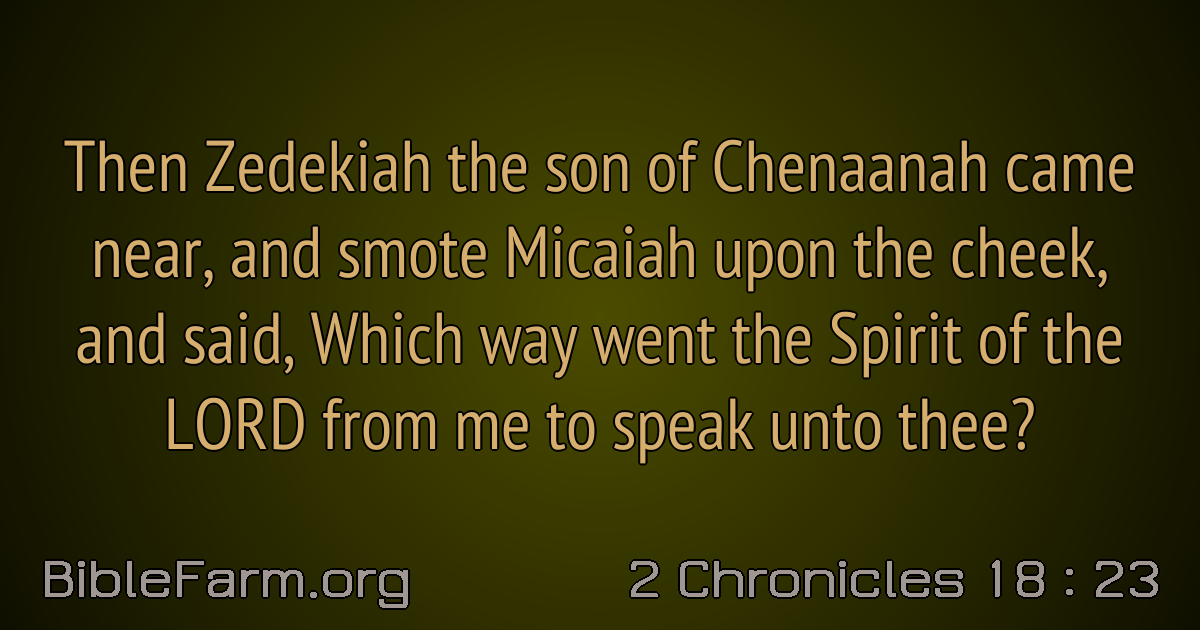 Then Zedekiah the son of Chenaanah came
near, and smote Micaiah upon the cheek,
and said, Which way went the Spirit of the
LORD from me to speak unto thee?
BibleFarm.org
2 Chronicles 18 : 23